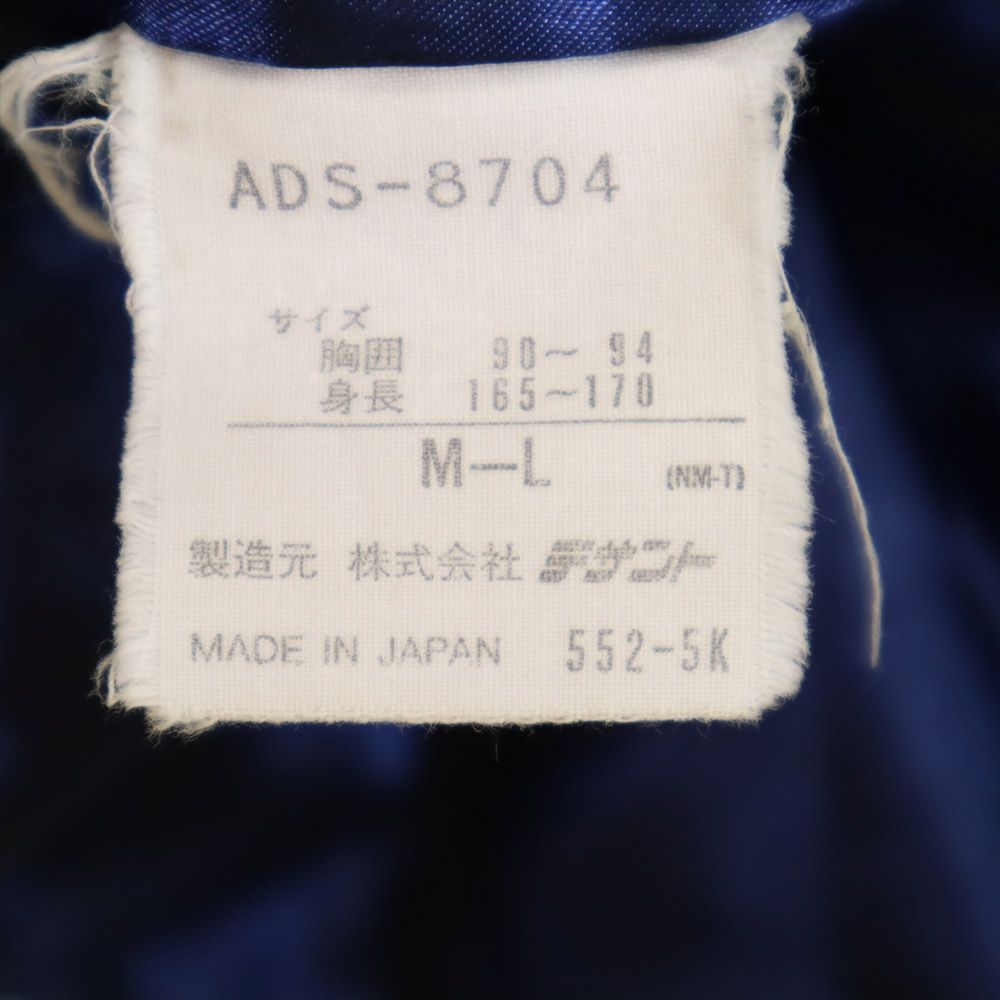 ADS-8704
サイズ
胸囲 90～94
身長 165～170
M—L (NM-T)
製造元 株式会社 デサント
MADE IN JAPAN 552-5K